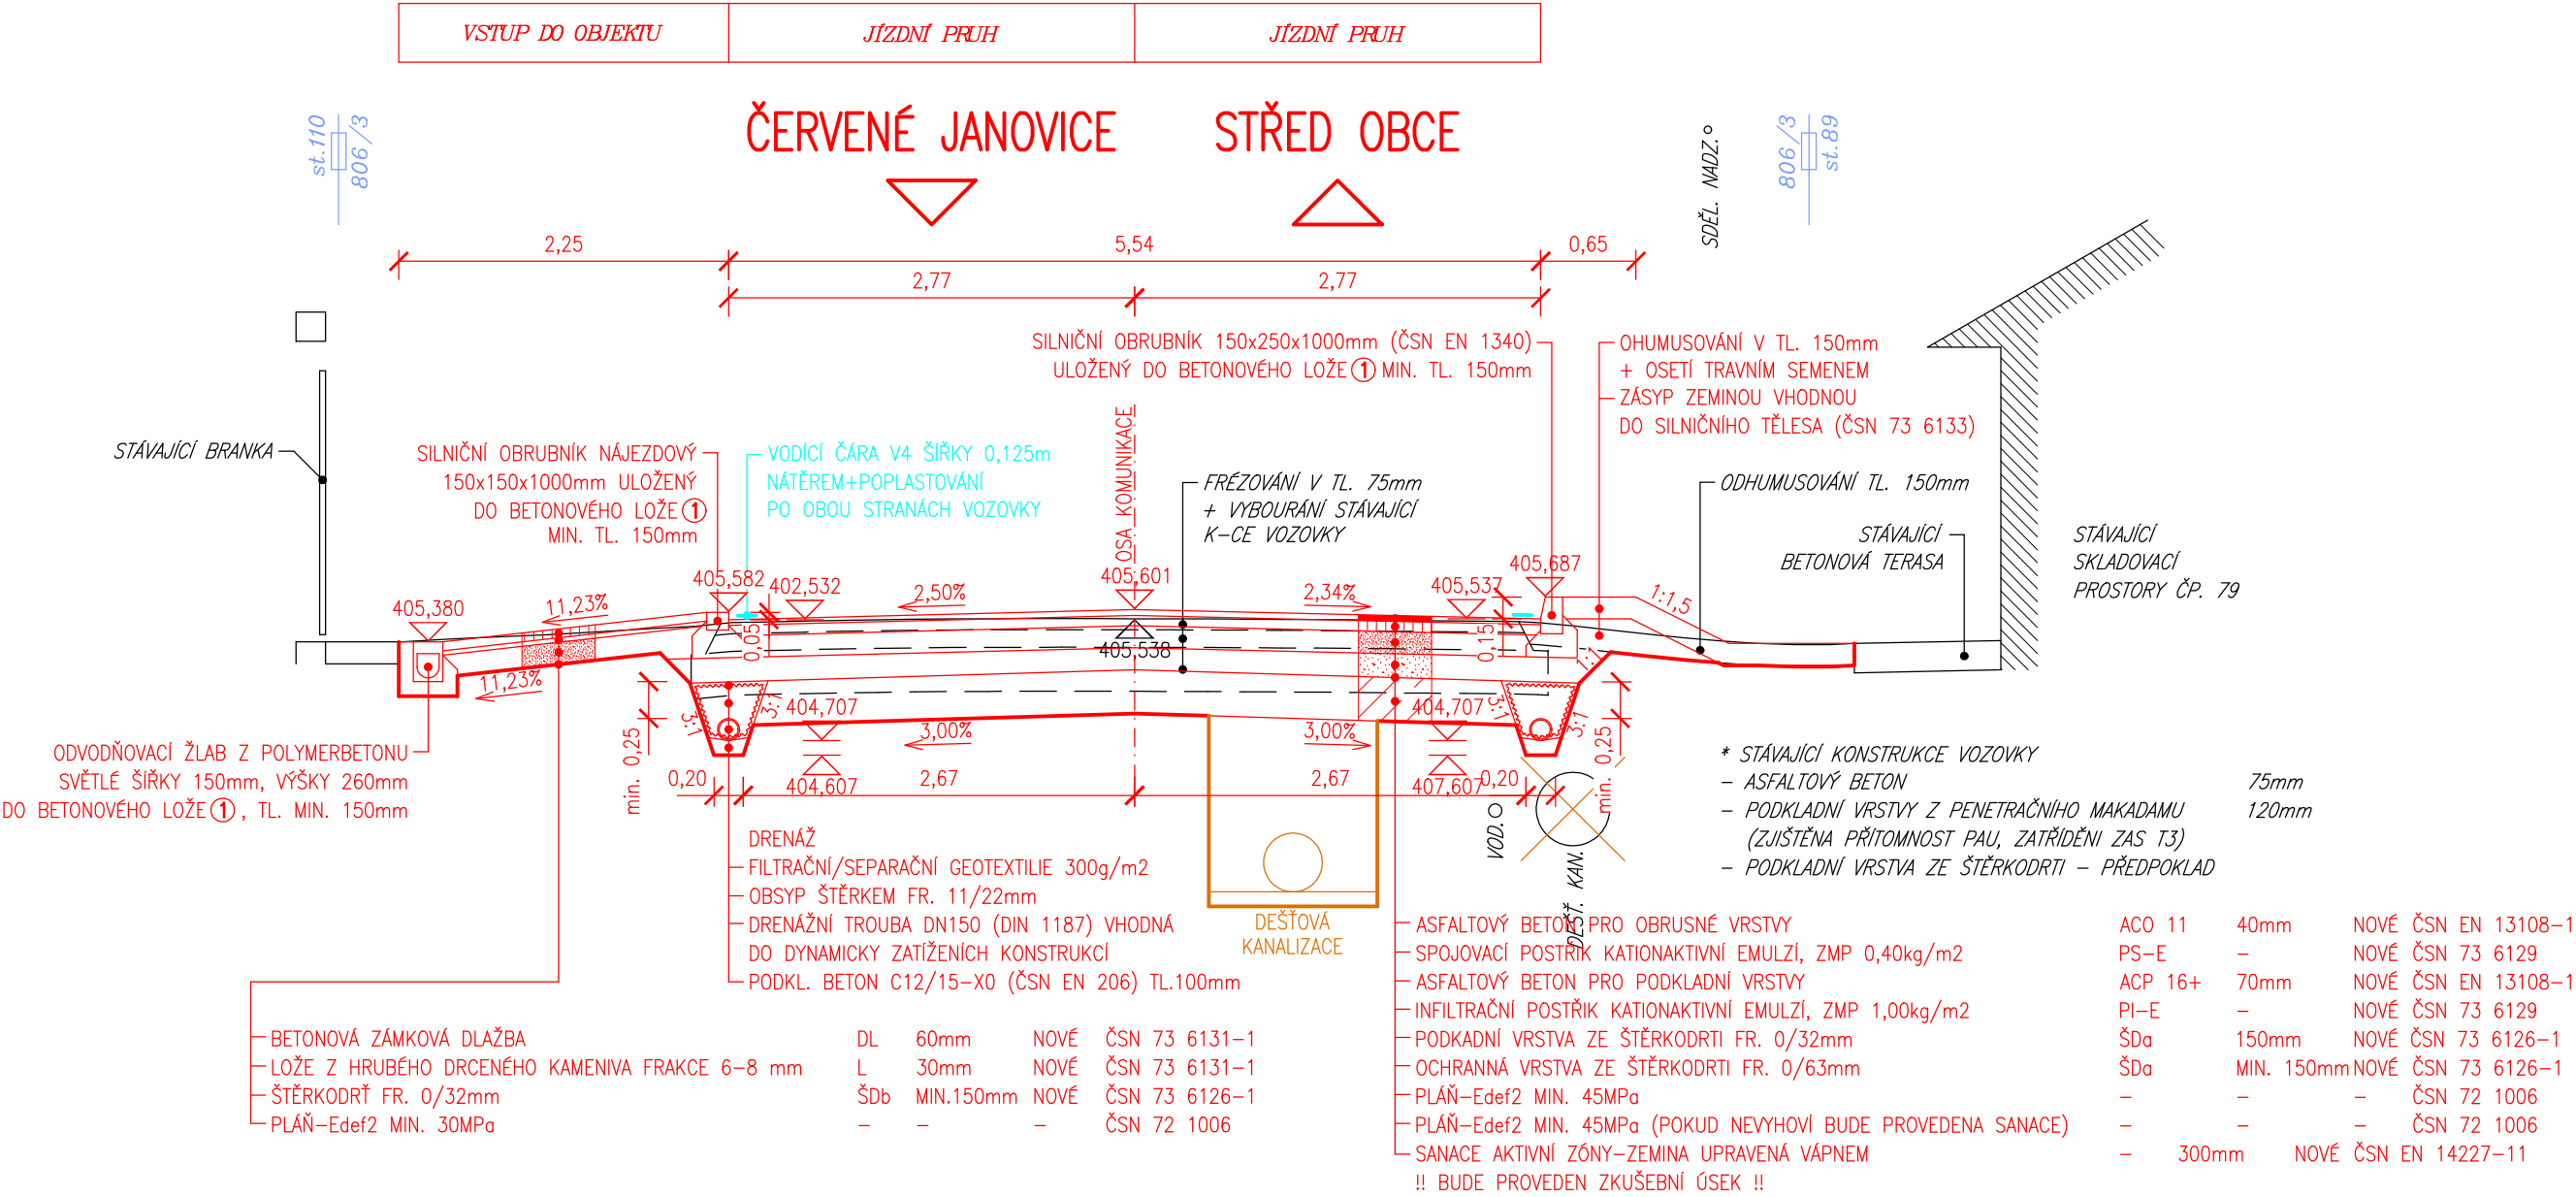 VSTUP DO OBJEKTU
JÍZDNÍ PRUH
JÍZDNÍ PRUH
st.110
806/3
ČERVENÉ JANOVICE
STŘED OBCE
SDĚL. NADZ.
806/3
st.89
2,25
5,54
0,65
2,77
2,77
SILNIČNÍ OBRUBNÍK 150x250x1000mm (ČSN EN 1340)
ULOŽENÝ DO BETONOVÉHO LOŽE 1 MIN. TL. 150mm
OHUMUSOVÁNÍ V TL. 150mm
+ OSETÍ TRAVNÍM SEMENEM
ZÁSYP ZEMINOU VHODNOU
DO SILNIČNÍHO TĚLESA (ČSN 73 6133)
STÁVAJÍCÍ BRANKA
SILNIČNÍ OBRUBNÍK NÁJEZDOVÝ
150x150x1000mm ULOŽENÝ
DO BETONOVÉHO LOŽE 1
MIN. TL. 150mm
VODÍCÍ ČÁRA V4 ŠÍŘKY 0,125m
NÁTĚREM+POPLASTOVÁNÍ
PO OBOU STRANÁCH VOZOVKY
OSA KOMUNIKACE
FRÉZOVÁNÍ V TL. 75mm
+ VYBOURÁNÍ STÁVAJÍCÍ
K-CE VOZOVKY
ODHUMUSOVÁNÍ TL. 150mm
STÁVAJÍCÍ
BETONOVÁ TERASA
STÁVAJÍCÍ
SKLADOVACÍ
PROSTORY ČP. 79
405,380
11,23%
405,582
402,532
2,50%
405,601
2,34%
405,537
405,687
1:1,5
0,05
405,538
0,15
1:1
11,23%
3:1
3:1
404,707
404,707
3:1
3:1
3,00%
3,00%
min. 0,25
min. 0,25
0,20
2,67
2,67
0,20
404,607
407,607
ODVODŇOVACÍ ŽLAB Z POLYMERBETONU
SVĚTLÉ ŠÍŘKY 150mm, VÝŠKY 260mm
DO BETONOVÉHO LOŽE 1, TL. MIN. 150mm
VOD.
DEŠŤ. KAN.
* STÁVAJÍCÍ KONSTRUKCE VOZOVKY
- ASFALTOVÝ BETON 75mm
- PODKLADNÍ VRSTVY Z PENETRAČNÍHO MAKADAMU 120mm
(ZJIŠTĚNA PŘÍTOMNOST PAU, ZATŘÍDĚNI ZAS T3)
- PODKLADNÍ VRSTVA ZE ŠTĚRKODRTI - PŘEDPOKLAD
DRENÁŽ
FILTRAČNÍ/SEPARAČNÍ GEOTEXTILIE 300g/m2
OBSYP ŠTĚRKEM FR. 11/22mm
DRENÁŽNÍ TROUBA DN150 (DIN 1187) VHODNÁ
DO DYNAMICKY ZATÍŽENÍCH KONSTRUKCÍ
PODKL. BETON C12/15-X0 (ČSN EN 206) TL.100mm
DEŠŤOVÁ
KANALIZACE
BETONOVÁ ZÁMKOVÁ DLAŽBA DL 60mm NOVÉ ČSN 73 6131-1
LOŽE Z HRUBÉHO DRCENÉHO KAMENIVA FRAKCE 6-8 mm L 30mm NOVÉ ČSN 73 6131-1
ŠTĚRKODRŤ FR. 0/32mm ŠDb MIN.150mm NOVÉ ČSN 73 6126-1
PLÁŇ-Edef2 MIN. 30MPa - - - ČSN 72 1006
ASFALTOVÝ BETON PRO OBRUSNÉ VRSTVY ACO 11 40mm NOVÉ ČSN EN 13108-1
SPOJOVACÍ POSTŘIK KATIONAKTIVNÍ EMULZÍ, ZMP 0,40kg/m2 PS-E - NOVÉ ČSN 73 6129
ASFALTOVÝ BETON PRO PODKLADNÍ VRSTVY ACP 16+ 70mm NOVÉ ČSN EN 13108-1
INFILTRAČNÍ POSTŘIK KATIONAKTIVNÍ EMULZÍ, ZMP 1,00kg/m2 PI-E - NOVÉ ČSN 73 6129
PODKADNÍ VRSTVA ZE ŠTĚRKODRTI FR. 0/32mm ŠDa 150mm NOVÉ ČSN 73 6126-1
OCHRANNÁ VRSTVA ZE ŠTĚRKODRTI FR. 0/63mm ŠDa MIN. 150mm NOVÉ ČSN 73 6126-1
PLÁŇ-Edef2 MIN. 45MPa - - - ČSN 72 1006
PLÁŇ-Edef2 MIN. 45MPa (POKUD NEVYHOVÍ BUDE PROVEDENA SANACE) - - - ČSN 72 1006
SANACE AKTIVNÍ ZÓNY-ZEMINA UPRAVENÁ VÁPNEM - 300mm NOVÉ ČSN EN 14227-11
!! BUDE PROVEDEN ZKUŠEBNÍ ÚSEK !!